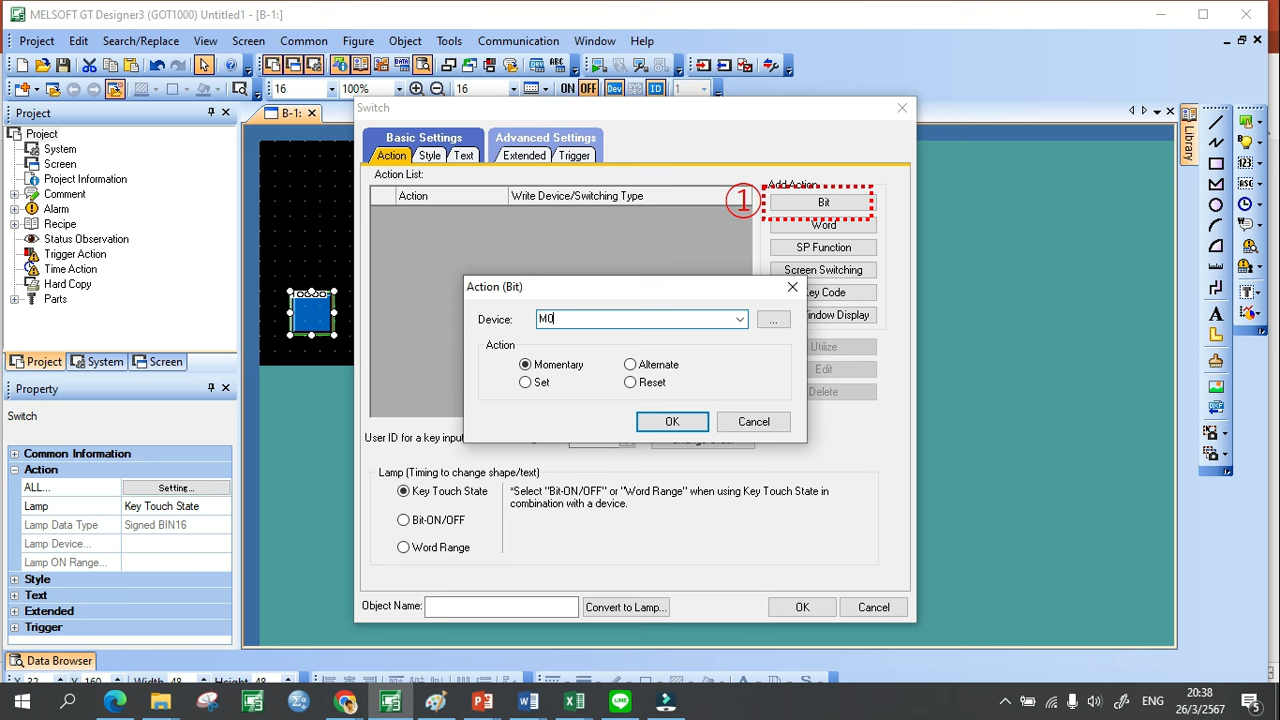 MELSOFT GT Designer3 (GOT1000) Untitled1 - [B-1:]
Project Edit Search/Replace View Screen Common Figure Object Tools Communication Window Help
16 100% 16 ON OFF Dev ID 1
Project
B-1:
Project
System
Screen
Project Information
Comment
Alarm
Recipe
Base Observation
Trigger Action
Time Action
Hard Copy
Parts
Project System Screen
Property
Switch
Common Information
Action
ALL... Setting...
Lamp Key Touch State
Lamp Data Type Signed BIN16
Lamp Device...
Lamp ON Range...
Style
Text
Extended
Trigger
Data Browser
Switch
Basic Settings Advanced Settings
Action Style Text Extended Trigger
Action List:
Action Write Device/Switching Type
Add Action
1
Bit
Word
SP Function
Screen Switching
Key Code
Window Display
Utilize
Edit
Delete
Action (Bit)
Device: M0 ...
Action
Momentary Alternate
Set Reset
OK Cancel
User ID for a key input
Lamp (Timing to change shape/text)
Key Touch State
Bit-ON/OFF
Word Range
*Select "Bit-ON/OFF" or "Word Range" when using Key Touch State in
combination with a device.
Object Name: Convert to Lamp... OK Cancel
Library
ENG
20:38
26/3/2567
5